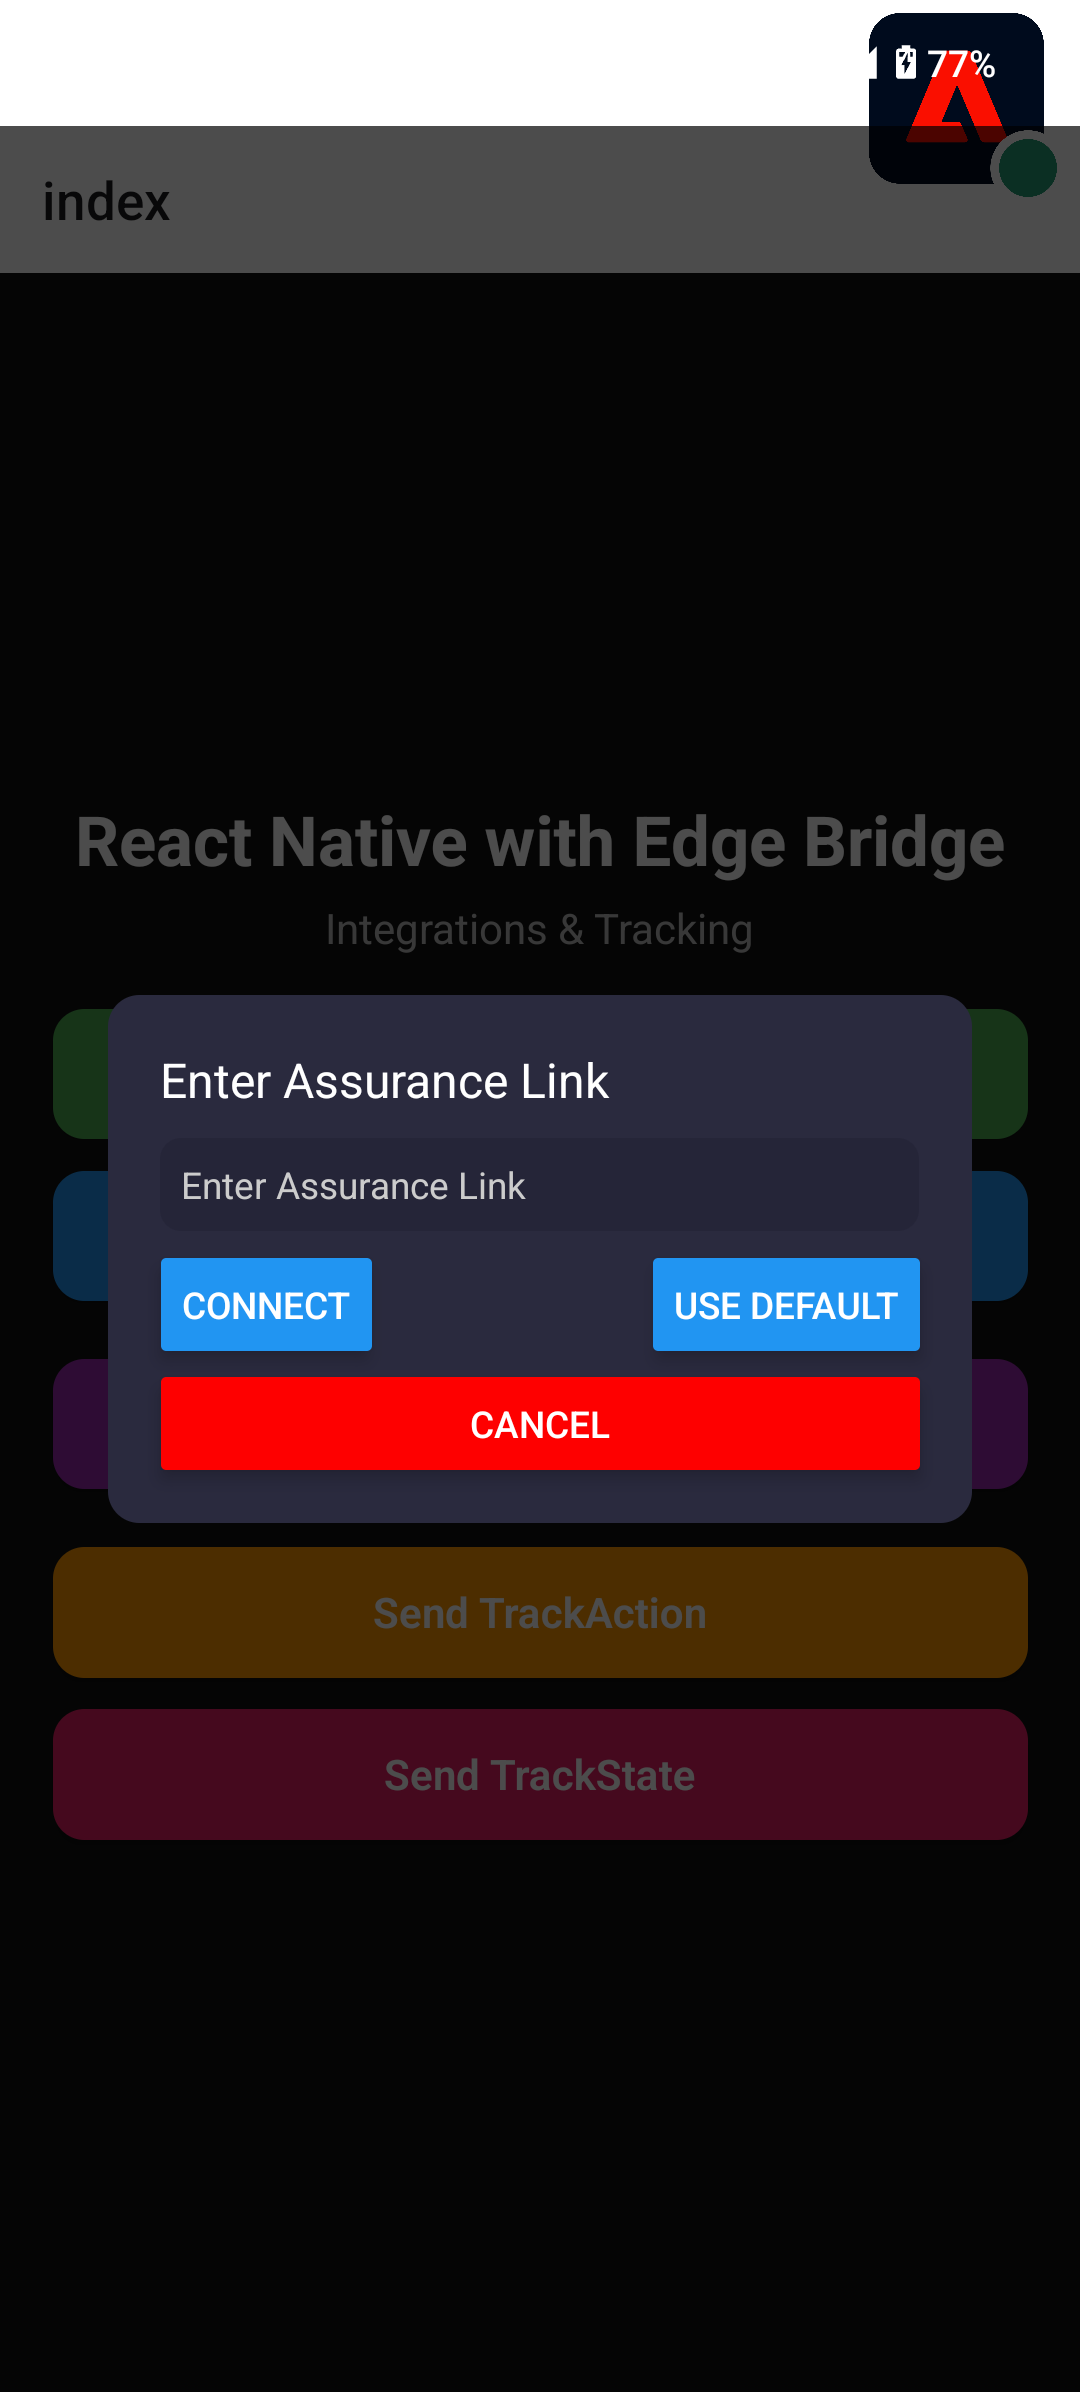 77%
index
React Native with Edge Bridge
Integrations & Tracking
Enter Assurance Link
Enter Assurance Link
CONNECT USE DEFAULT
CANCEL
Send TrackAction
Send TrackState